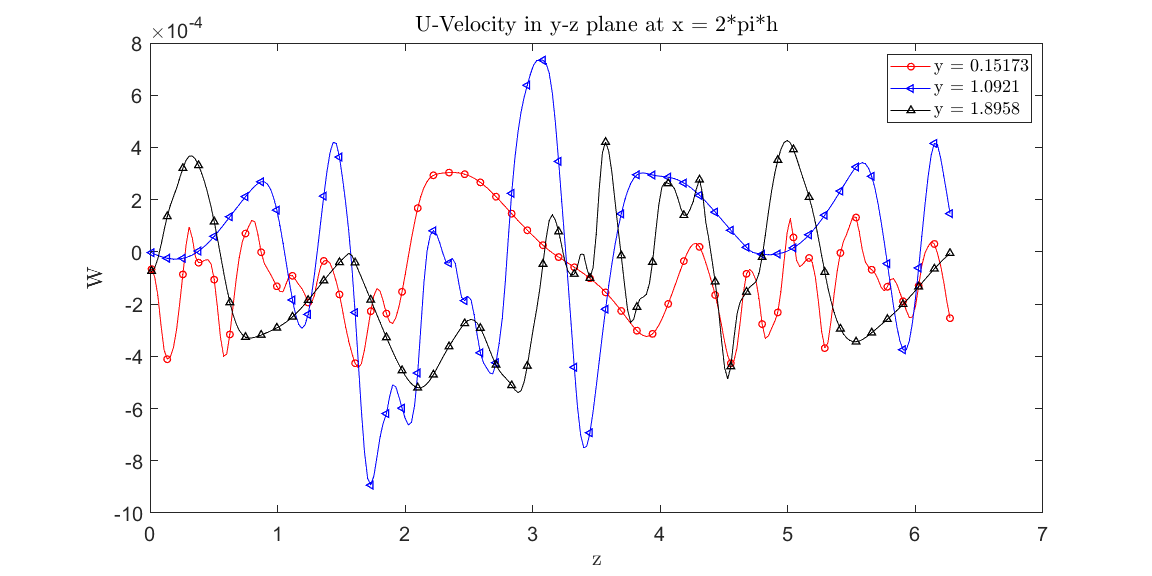 U-Velocity in y-z plane at x = 2*pi*h
×10⁻⁴
8
6
4
2
0
-2
-4
-6
-8
-10
W
0 1 2 3 4 5 6 7
z
y = 0.15173
y = 1.0921
y = 1.8958